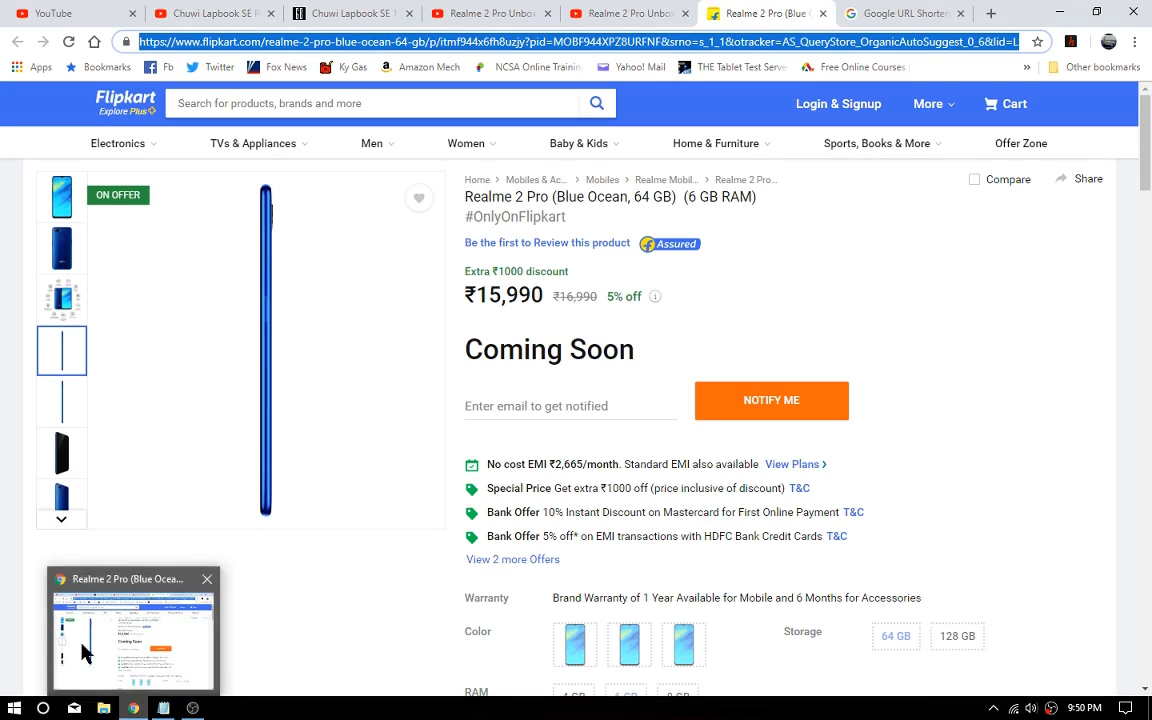 YouTube
Chuwi Lapbook SE R
Chuwi Lapbook SE 1
Realme 2 Pro Unbo
Realme 2 Pro Unbo
Realme 2 Pro (Blue
Google URL Shorten
https://www.flipkart.com/realme-2-pro-blue-ocean-64-gb/p/itmf944x6fh8uzjy?pid=MOBF944XPZ8URFNF&srno=s_1_1&otracker=AS_QueryStore_OrganicAutoSuggest_0_6&lid=L
Apps
Bookmarks
Fb
Twitter
Fox News
Ky Gas
Amazon Mech
NCSA Online Trainin
Yahoo! Mail
THE Tablet Test Serve
Free Online Courses
»
Other bookmarks
Flipkart
Explore Plus
Search for products, brands and more
Login & Signup
More
Cart
Electronics
TVs & Appliances
Men
Women
Baby & Kids
Home & Furniture
Sports, Books & More
Offer Zone
ON OFFER
Home > Mobiles & Ac... > Mobiles > Realme Mobil... > Realme 2 Pro...
Compare
Share
Realme 2 Pro (Blue Ocean, 64 GB) (6 GB RAM)
#OnlyOnFlipkart
Be the first to Review this product
Assured
Extra ₹1000 discount
₹15,990 ₹16,990 5% off
Coming Soon
Enter email to get notified
NOTIFY ME
No cost EMI ₹2,665/month. Standard EMI also available View Plans >
Special Price Get extra ₹1000 off (price inclusive of discount) T&C
Bank Offer 10% Instant Discount on Mastercard for First Online Payment T&C
Bank Offer 5% off* on EMI transactions with HDFC Bank Credit Cards T&C
View 2 more Offers
Realme 2 Pro (Blue Ocea...
Warranty
Brand Warranty of 1 Year Available for Mobile and 6 Months for Accessories
Color
Storage
64 GB
128 GB
RAM
4 GB
6 GB
8 GB
9:50 PM